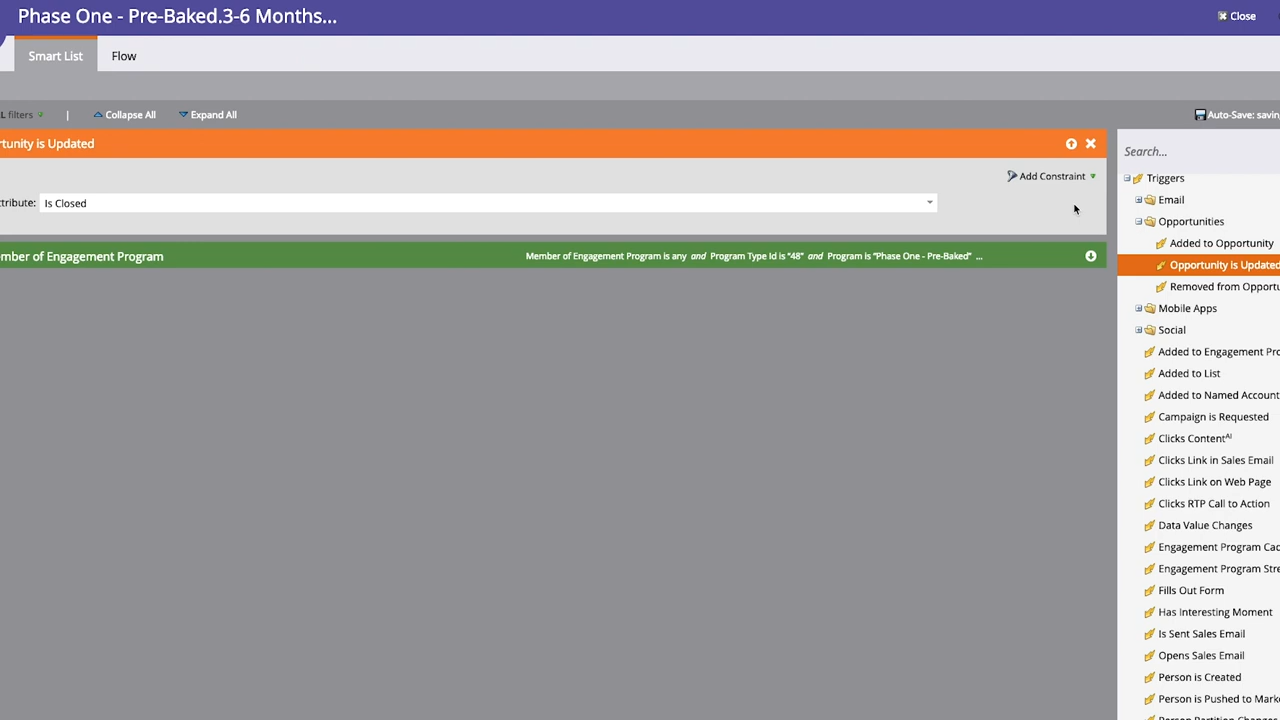 Phase One - Pre-Baked.3-6 Months...
Close
Smart List
Flow
L filters
|
Collapse All
Expand All
Auto-Save: savin
rtunity is Updated
Search...
Add Constraint
tribute:
Is Closed
mber of Engagement Program
Member of Engagement Program is any and Program Type Id is "48" and Program is "Phase One - Pre-Baked" ...
Triggers
Email
Opportunities
Added to Opportunity
Opportunity is Updated
Removed from Opportu
Mobile Apps
Social
Added to Engagement Pro
Added to List
Added to Named Account
Campaign is Requested
Clicks Content AI
Clicks Link in Sales Email
Clicks Link on Web Page
Clicks RTP Call to Action
Data Value Changes
Engagement Program Cad
Engagement Program Stre
Fills Out Form
Has Interesting Moment
Is Sent Sales Email
Opens Sales Email
Person is Created
Person is Pushed to Mark
Person Partition Changes